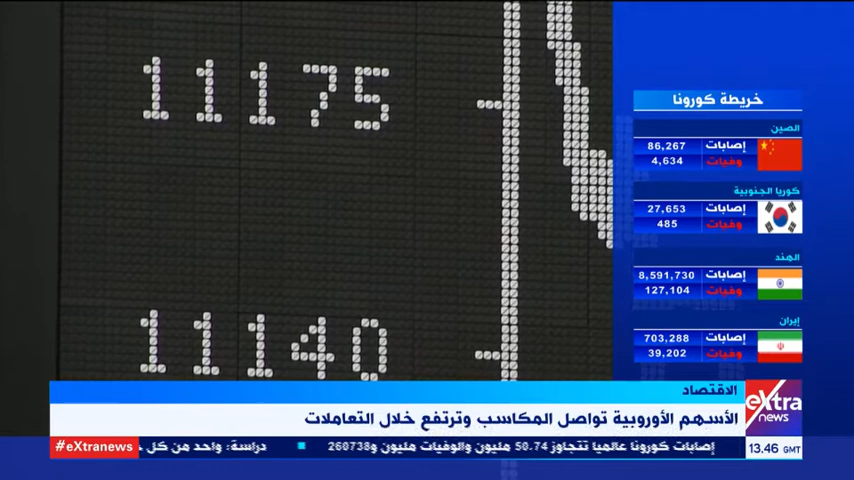 11175
11140
خريطة كورونا
الصين
إصابات 86,267
وفيات 4,634
كوريا الجنوبية
إصابات 27,653
وفيات 485
الهند
إصابات 8,591,730
وفيات 127,104
إيران
إصابات 703,288
وفيات 39,202
الاقتصاد
الأسهم الأوروبية تواصل المكاسب وترتفع خلال التعاملات
eXtra
news
إصابات كورونا عالميا تتجاوز 50.74 مليون والوفيات مليون و260738
دراسة: واحد من كل
#eXtranews
13.46 GMT